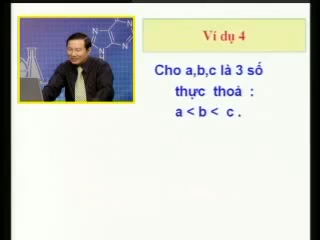 Ví dụ 4
Cho a,b,c là 3 số
thực thoả :
a < b < c .